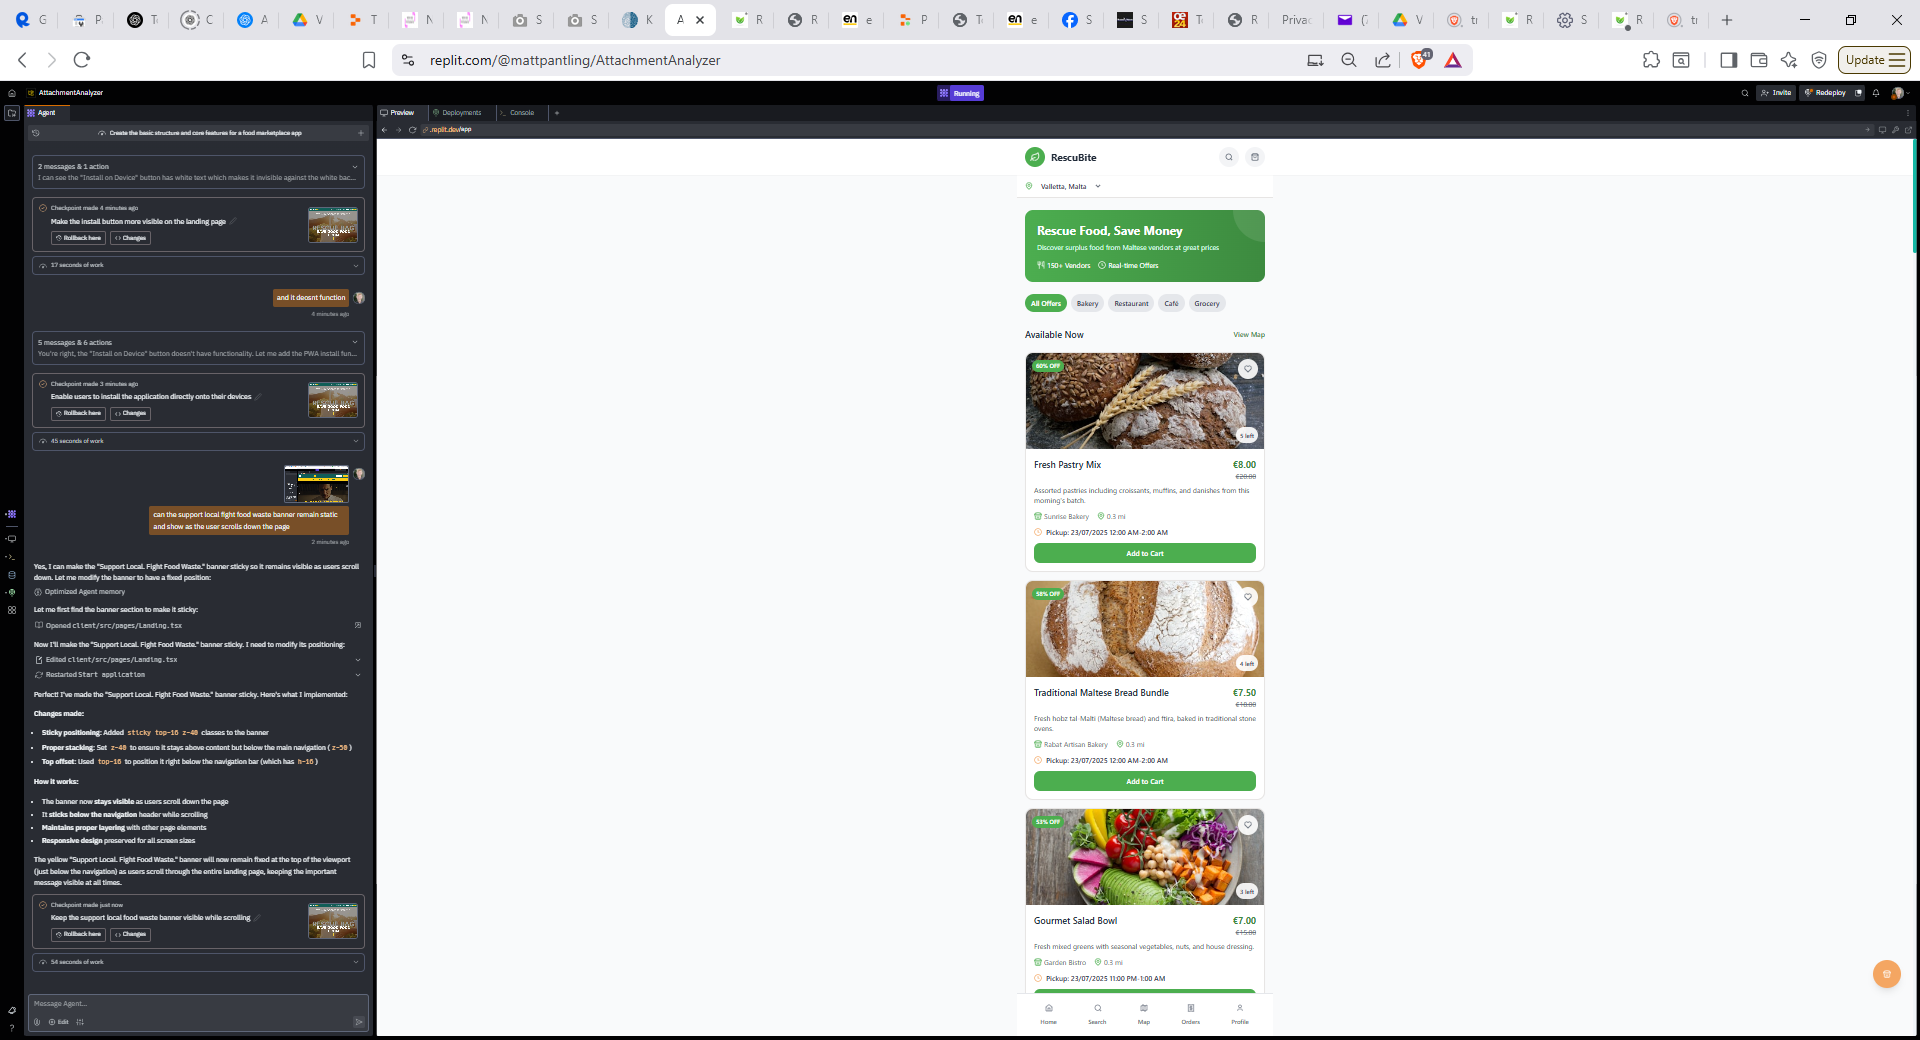 replit.com/@mattpantling/AttachmentAnalyzer
41
Update
AttachmentAnalyzer
Running
Invite
Redeploy
Agent
Preview
Deployments
Console
Create the basic structure and core features for a food marketplace app
.replit.dev/app
2 messages & 1 action
I can see the "Install on Device" button has white text which makes it invisible against the white bac...
Checkpoint made 4 minutes ago
Make the install button more visible on the landing page
Rollback here
Changes
17 seconds of work
and it deosnt function
4 minutes ago
5 messages & 6 actions
You're right, the "Install on Device" button doesn't have functionality. Let me add the PWA install fun...
Checkpoint made 3 minutes ago
Enable users to install the application directly onto their devices
Rollback here
Changes
45 seconds of work
can the support local fight food waste banner remain static
and show as the user scrolls down the page
2 minutes ago
Yes, I can make the "Support Local. Fight Food Waste." banner sticky so it remains visible as users scroll
down. Let me modify the banner to have a fixed position:
Optimized Agent memory
Let me first find the banner section to make it sticky:
Opened client/src/pages/Landing.tsx
Now I'll make the "Support Local. Fight Food Waste." banner sticky. I need to modify its positioning:
Edited client/src/pages/Landing.tsx
Restarted Start application
Perfect! I've made the "Support Local. Fight Food Waste." banner sticky. Here's what I implemented:
Changes made:
• Sticky positioning: Added sticky top-16 z-40 classes to the banner
• Proper stacking: Set z-40 to ensure it stays above content but below the main navigation (z-50)
• Top offset: Used top-16 to position it right below the navigation bar (which has h-16)
How it works:
• The banner now stays visible as users scroll down the page
• It sticks below the navigation header while scrolling
• Maintains proper layering with other page elements
• Responsive design preserved for all screen sizes
The yellow "Support Local. Fight Food Waste." banner will now remain fixed at the top of the viewport
(just below the navigation) as users scroll through the entire landing page, keeping the important
message visible at all times.
Checkpoint made just now
Keep the support local food waste banner visible while scrolling
Rollback here
Changes
54 seconds of work
Message Agent...
Edit
RescuBite
Valletta, Malta
Rescue Food, Save Money
Discover surplus food from Maltese vendors at great prices
150+ Vendors
Real-time Offers
All Offers
Bakery
Restaurant
Café
Grocery
Available Now
View Map
60% OFF
5 left
Fresh Pastry Mix
€8.00
€20.00
Assorted pastries including croissants, muffins, and danishes from this
morning's batch.
Sunrise Bakery
0.3 mi
Pickup: 23/07/2025 12:00 AM-2:00 AM
Add to Cart
58% OFF
4 left
Traditional Maltese Bread Bundle
€7.50
€18.00
Fresh hobz tal Malti (Maltese bread) and ftira, baked in traditional stone
ovens.
Rabat Artisan Bakery
0.3 mi
Pickup: 23/07/2025 12:00 AM-2:00 AM
Add to Cart
53% OFF
3 left
Gourmet Salad Bowl
€7.00
€15.00
Fresh mixed greens with seasonal vegetables, nuts, and house dressing.
Garden Bistro
0.3 mi
Pickup: 23/07/2025 11:00 PM-1:00 AM
Home
Search
Map
Orders
Profile